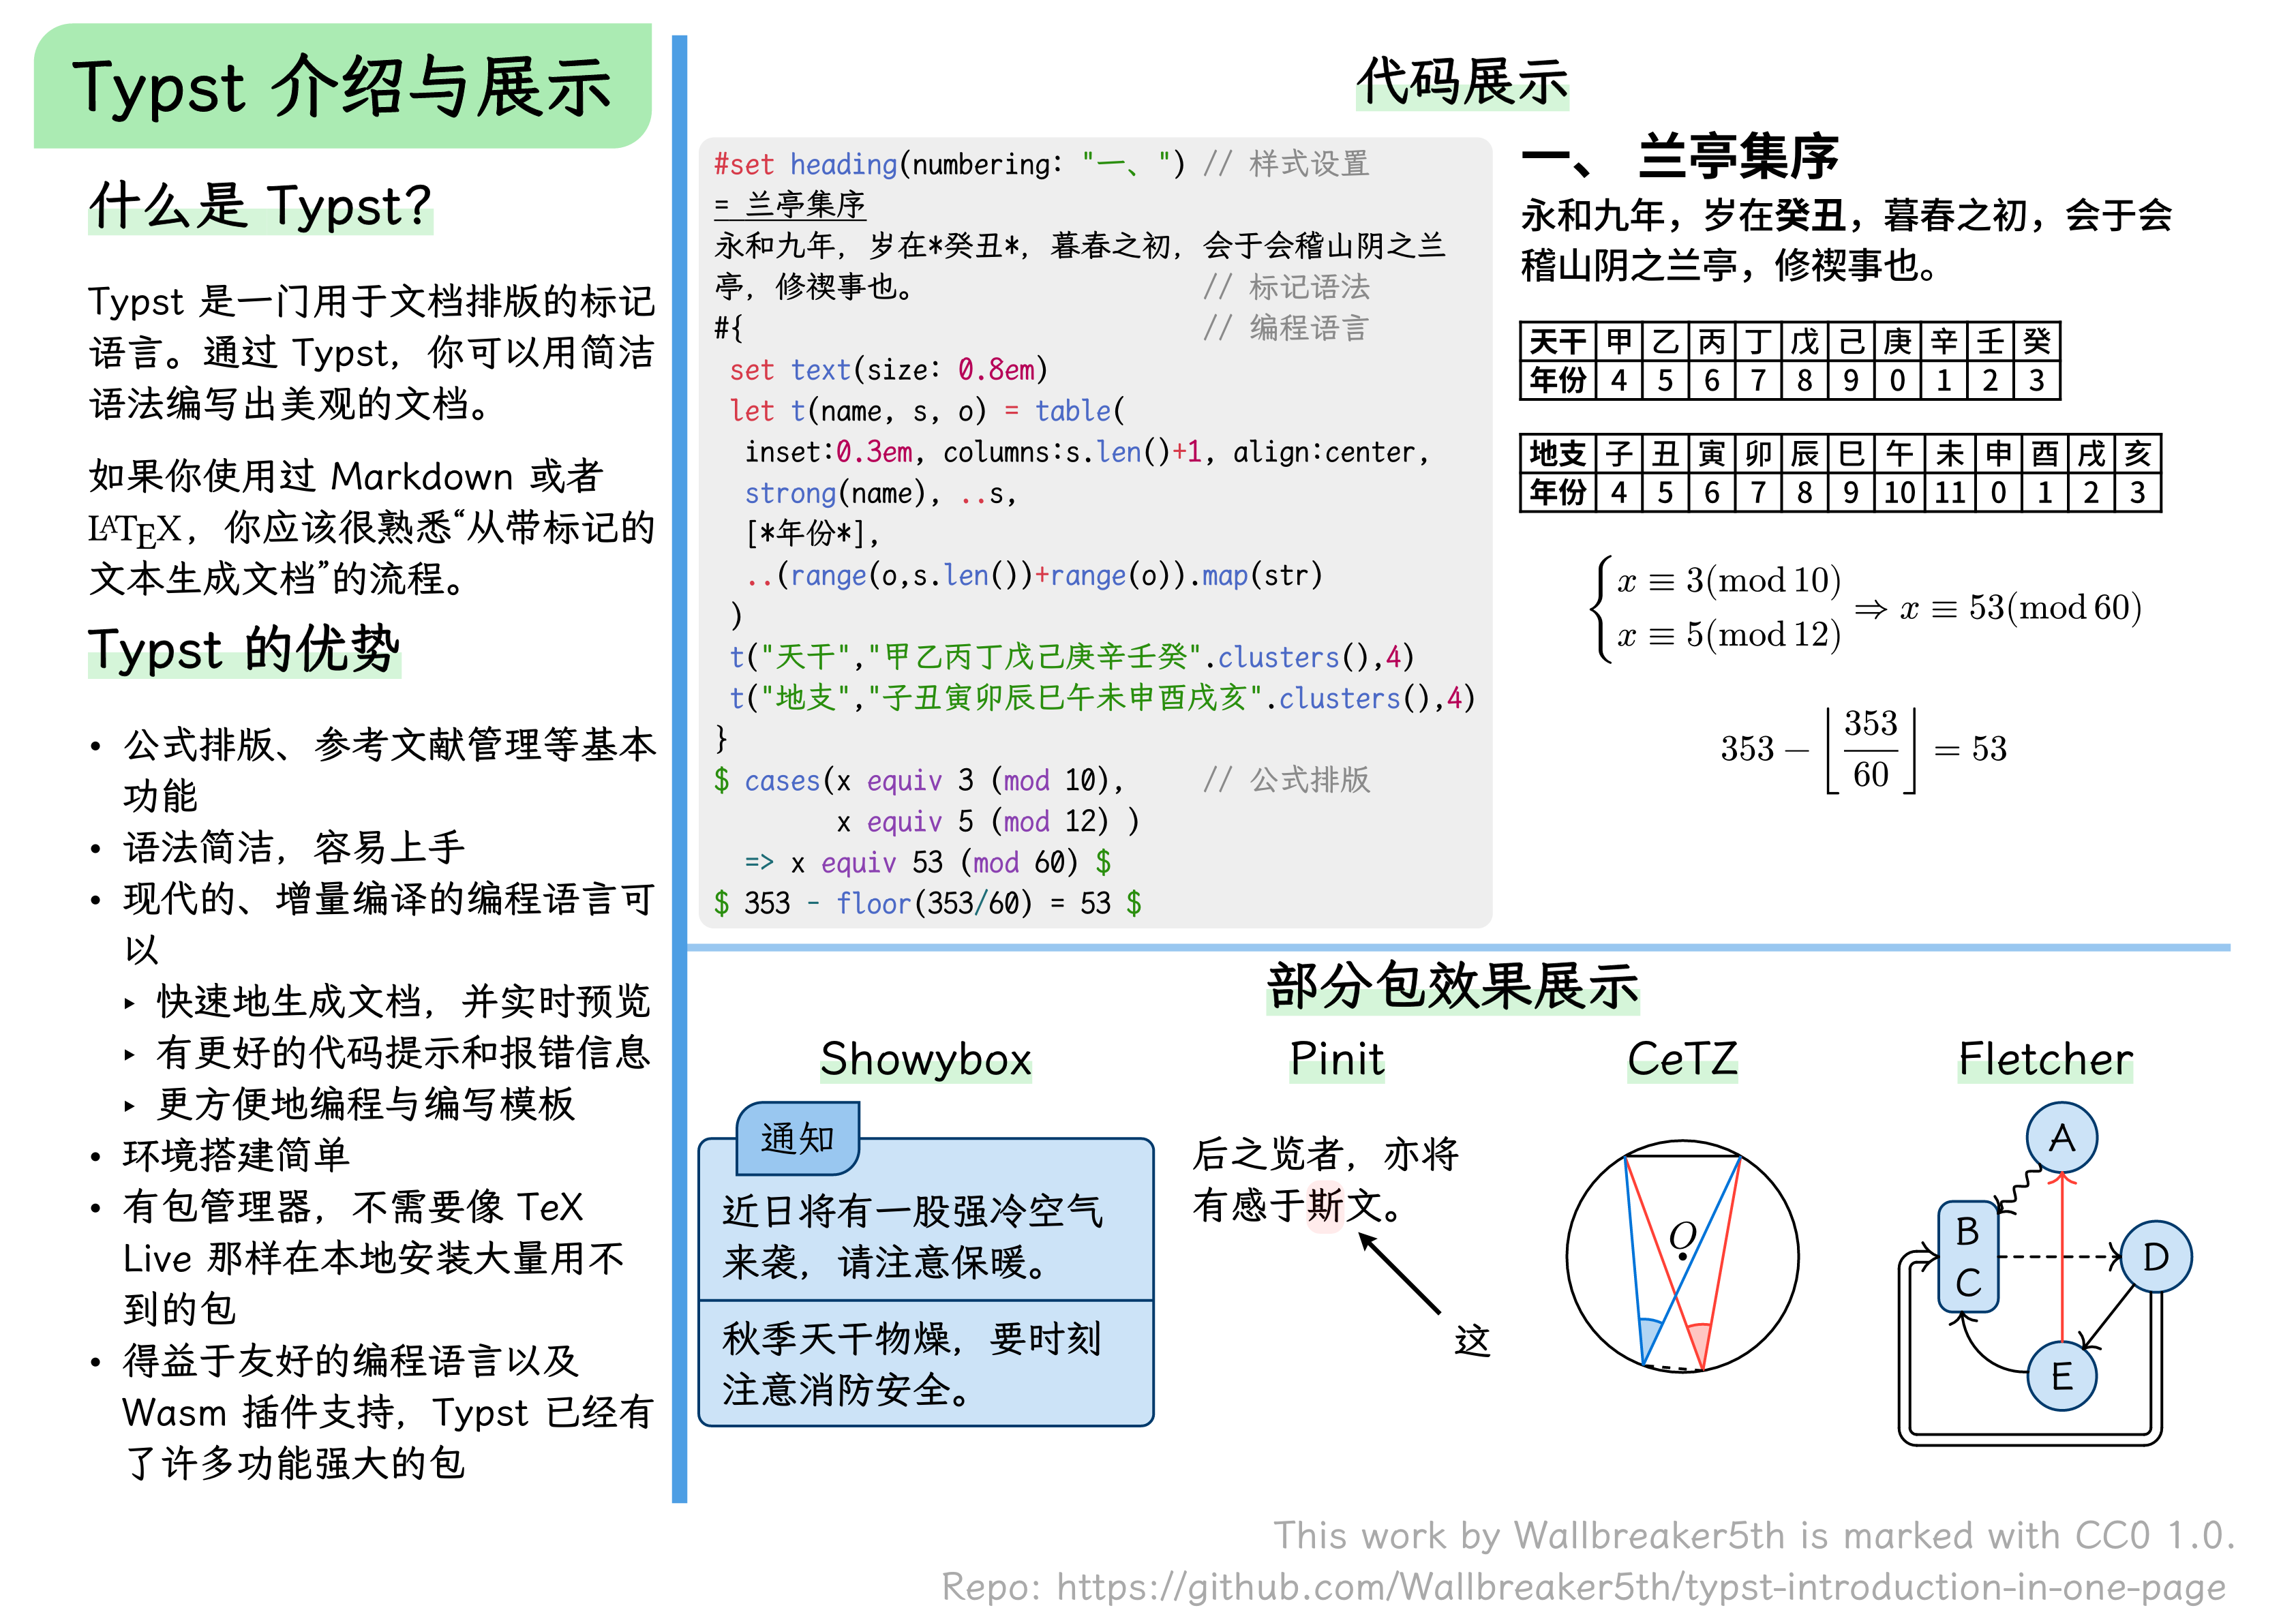 Typst 介绍与展示
什么是 Typst?
Typst 是一门用于文档排版的标记
语言。通过 Typst，你可以用简洁
语法编写出美观的文档。
如果你使用过 Markdown 或者
LATEX，你应该很熟悉“从带标记的
文本生成文档”的流程。
Typst 的优势
• 公式排版、参考文献管理等基本
功能
• 语法简洁，容易上手
• 现代的、增量编译的编程语言可
以
‣ 快速地生成文档，并实时预览
‣ 有更好的代码提示和报错信息
‣ 更方便地编程与编写模板
• 环境搭建简单
• 有包管理器，不需要像 TeX
Live 那样在本地安装大量用不
到的包
• 得益于友好的编程语言以及
Wasm 插件支持，Typst 已经有
了许多功能强大的包
代码展示
#set heading(numbering: "一、") // 样式设置
= 兰亭集序
永和九年，岁在*癸丑*，暮春之初，会于会稽山阴之兰
亭，修禊事也。 // 标记语法
#{ // 编程语言
set text(size: 0.8em)
let t(name, s, o) = table(
inset:0.3em, columns:s.len()+1, align:center,
strong(name), ..s,
[*年份*],
..(range(o,s.len())+range(o)).map(str)
)
t("天干","甲乙丙丁戊己庚辛壬癸".clusters(),4)
t("地支","子丑寅卯辰巳午未申酉戌亥".clusters(),4)
}
$ cases(x equiv 3 (mod 10), // 公式排版
x equiv 5 (mod 12) )
=> x equiv 53 (mod 60) $
$ 353 - floor(353/60) = 53 $
一、 兰亭集序
永和九年，岁在癸丑，暮春之初，会于会
稽山阴之兰亭，修禊事也。
天干 甲 乙 丙 丁 戊 己 庚 辛 壬 癸
年份 4 5 6 7 8 9 0 1 2 3
地支 子 丑 寅 卯 辰 巳 午 未 申 酉 戌 亥
年份 4 5 6 7 8 9 10 11 0 1 2 3
{ x ≡ 3(mod 10)
x ≡ 5(mod 12) ⇒ x ≡ 53(mod 60)
353 − ⌊353/60⌋ = 53
部分包效果展示
Showybox
通知
近日将有一股强冷空气
来袭，请注意保暖。
秋季天干物燥，要时刻
注意消防安全。
Pinit
后之览者，亦将
有感于斯文。
这
CeTZ
O
Fletcher
A
B
C
D
E
This work by Wallbreaker5th is marked with CC0 1.0.
Repo: https://github.com/Wallbreaker5th/typst-introduction-in-one-page